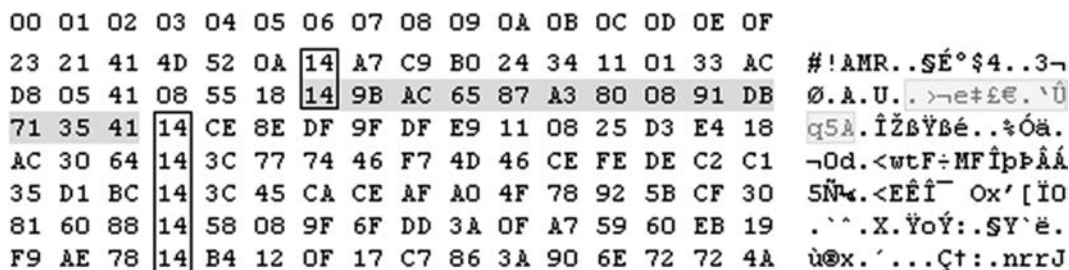 00 01 02 03 04 05 06 07 08 09 0A 0B 0C 0D 0E 0F
23 21 41 4D 52 0A 14 A7 C9 B0 24 34 11 01 33 AC #!AMR..§É°$4..3¬
D8 05 41 08 55 18 14 9B AC 65 87 A3 80 08 91 DB Ø.A.U..›¬e‡£€.‘Û
71 35 41 14 CE 8E DF 9F DF E9 11 08 25 D3 E4 18 q5A.ÎŽßŸßé..%Óä.
AC 30 64 14 3C 77 74 46 F7 4D 46 CE FE DE C2 C1 ¬0d.<wtF÷MFÎþÞÂÁ
35 D1 BC 14 3C 45 CA CE AF A0 4F 78 92 5B CF 30 5Ñ¼.<EÊÎ¯ Ox’[Ï0
81 60 88 14 58 08 9F 6F DD 3A 0F A7 59 60 EB 19 .`ˆ.X.ŸoÝ:.§Y`ë.
F9 AE 78 14 B4 12 0F 17 C7 86 3A 90 6E 72 72 4A ù®x.´...Ç†:.nrrJ